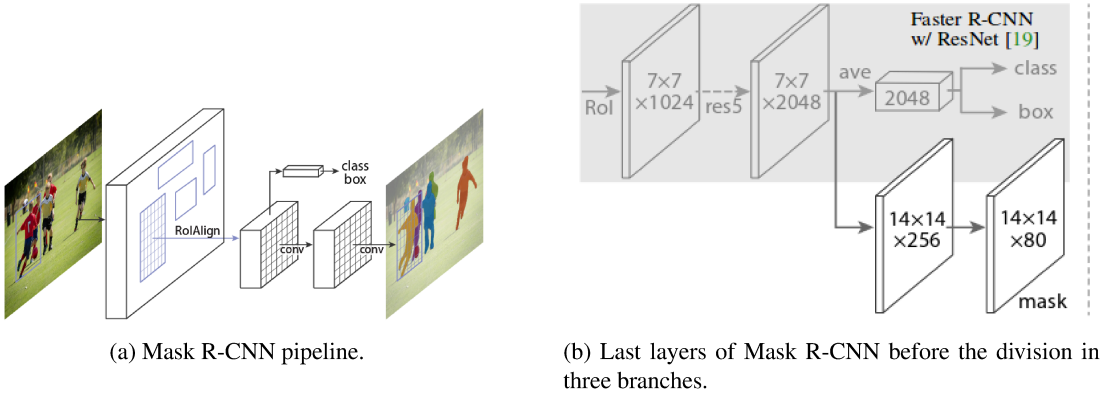 class
box
RoIAlign
conv
conv
(a) Mask R-CNN pipeline.
Faster R-CNN
w/ ResNet [19]
RoI
7×7
×1024
res5
7×7
×2048
ave
2048
class
box
14×14
×256
14×14
×80
mask
(b) Last layers of Mask R-CNN before the division in
three branches.